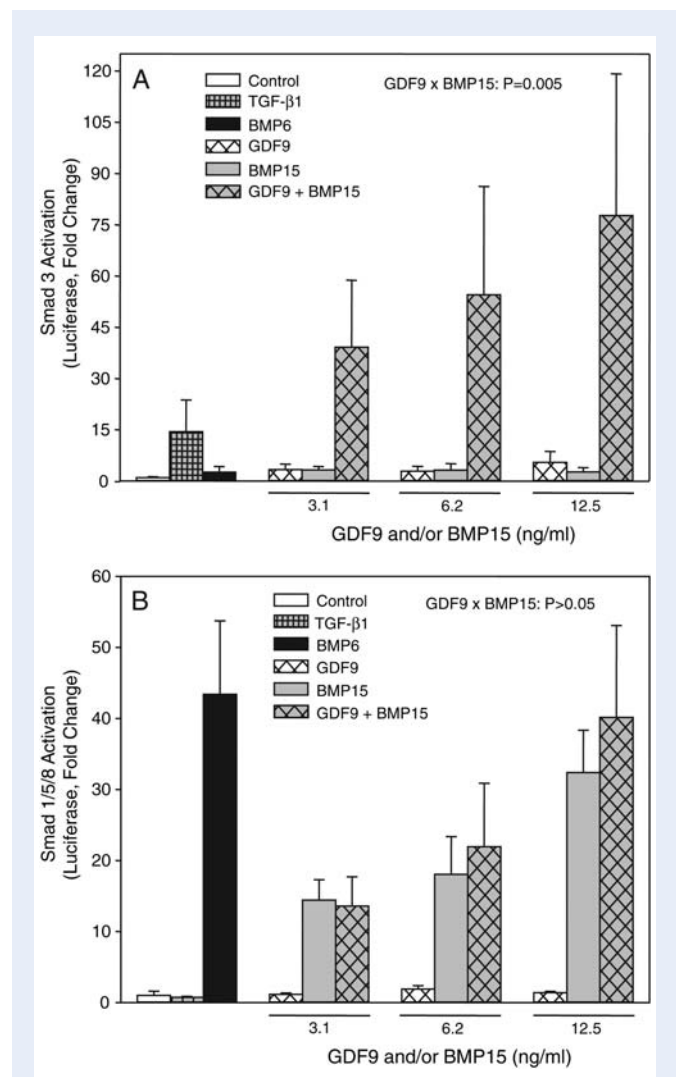 A
GDF9 x BMP15: P=0.005
Control
TGF-β1
BMP6
GDF9
BMP15
GDF9 + BMP15
Smad 3 Activation
(Luciferase, Fold Change)
120
105
90
75
60
45
30
15
0
3.1 6.2 12.5
GDF9 and/or BMP15 (ng/ml)
B
GDF9 x BMP15: P>0.05
Control
TGF-β1
BMP6
GDF9
BMP15
GDF9 + BMP15
Smad 1/5/8 Activation
(Luciferase, Fold Change)
60
50
40
30
20
10
0
3.1 6.2 12.5
GDF9 and/or BMP15 (ng/ml)